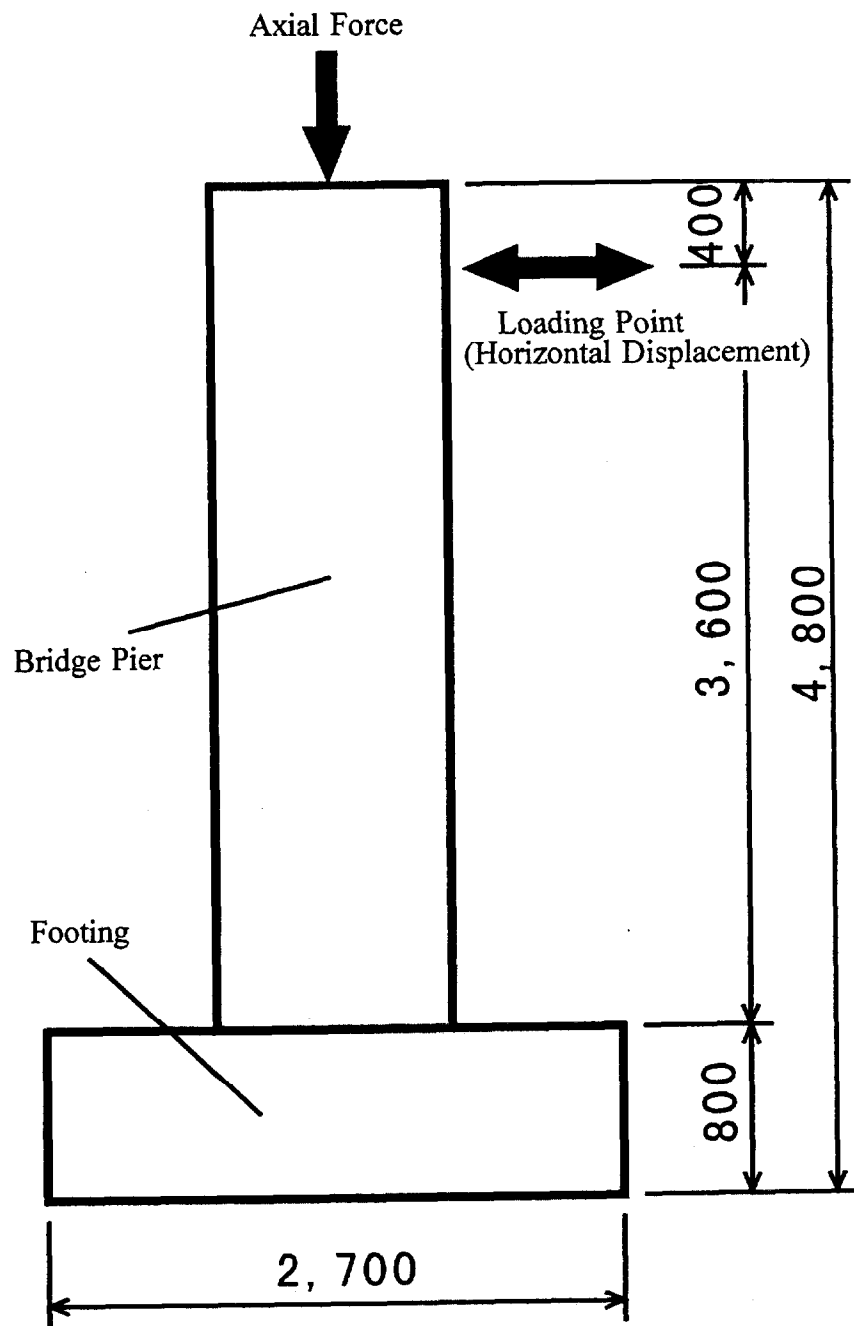 Axial Force
400
Loading Point
(Horizontal Displacement)
3, 600
4, 800
Bridge Pier
Footing
800
2, 700